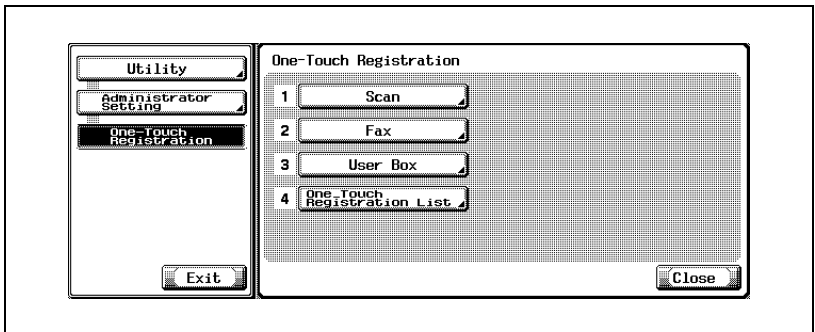 Utility
Administrator
Setting
One-Touch
Registration
Exit
One-Touch Registration
1 Scan
2 Fax
3 User Box
4 One-Touch
Registration List
Close